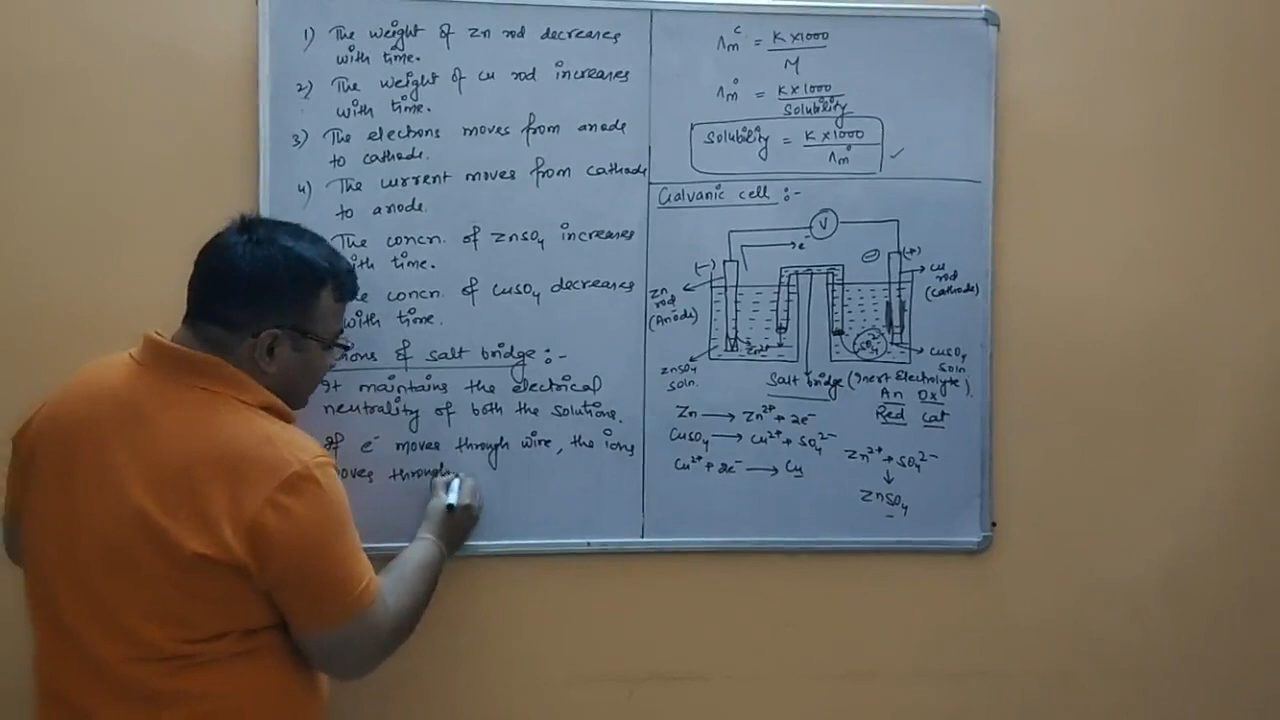 1) The weight of Zn rod decreases
with time.
2) The weight of cu rod increases
with time.
3) The electrons moves from anode
to cathode.
4) The current moves from cathode
to anode.
The concn. of ZnSO4 increases
with time.
concn. of CuSO4 decreases
with time.
& salt bridge :-
It maintains the electrical
neutrality of both the solutions.
If e⁻ moves through wire, the ions
moves through
Λm^c = K×1000 / M
Λm° = K×1000 / Solubility
Solubility = K×1000 / Λm° ✓
Galvanic cell :-
V
e⁻
(-)
(+)
Zn
rod
(Anode)
Cu
rod
(cathode)
Zn²⁺
SO4²⁻
ZnSO4
soln.
CuSO4
soln
Salt bridge (Inert Electrolyte).
An Ox
Red Cat
Zn ⟶ Zn²⁺ + 2e⁻
CuSO4 ⟶ Cu²⁺ + SO4²⁻
Cu²⁺ + 2e⁻ ⟶ Cu
Zn²⁺ + SO4²⁻
↓
ZnSO4